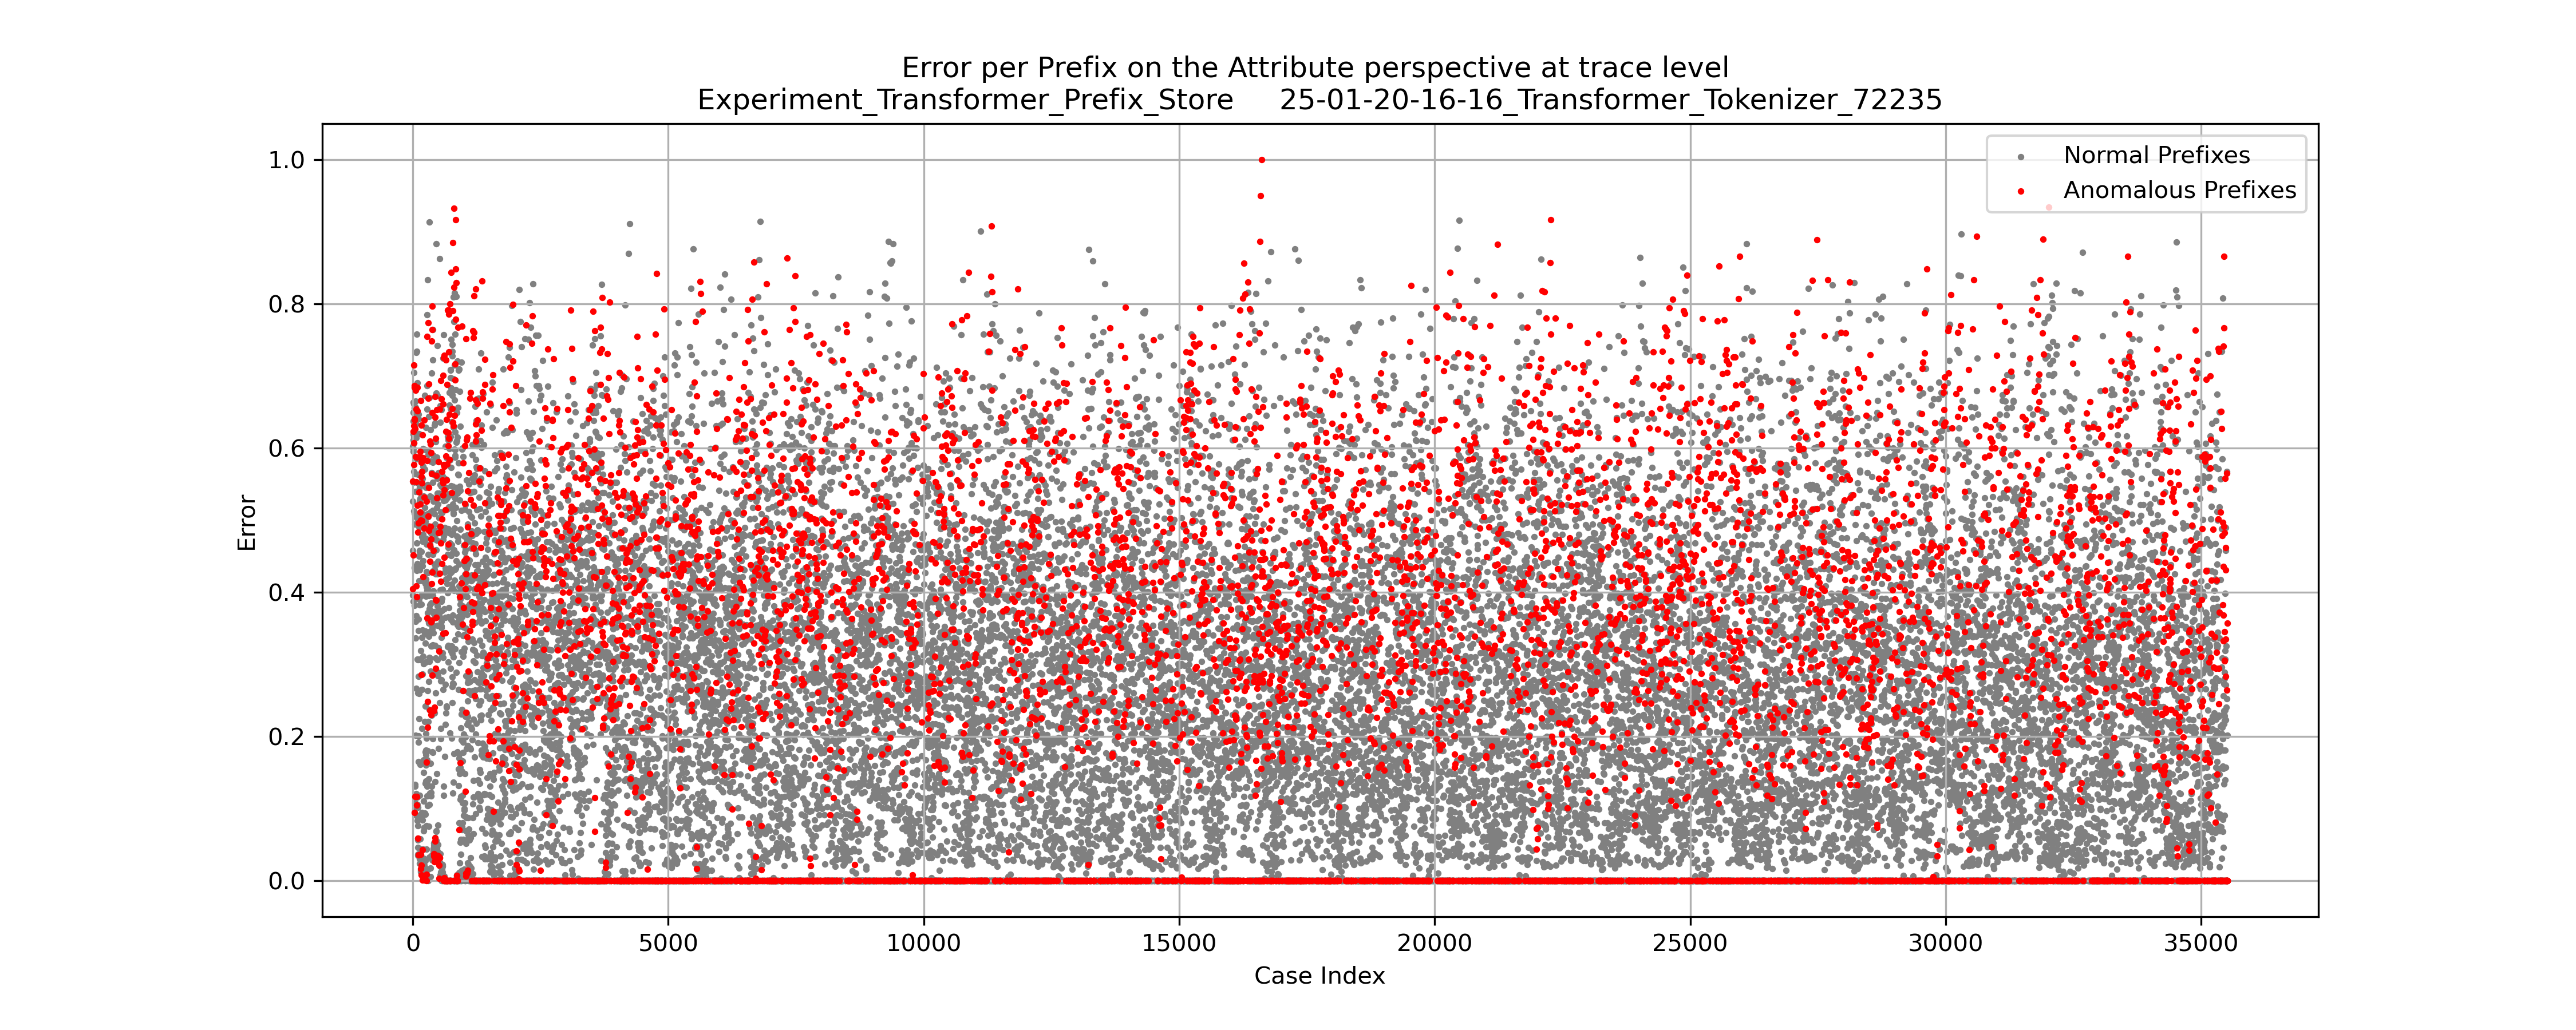 Error per Prefix on the Attribute perspective at trace level
Experiment_Transformer_Prefix_Store 25-01-20-16-16_Transformer_Tokenizer_72235
Normal Prefixes
Anomalous Prefixes
1.0
0.8
0.6
0.4
0.2
0.0
Error
0 5000 10000 15000 20000 25000 30000 35000
Case Index